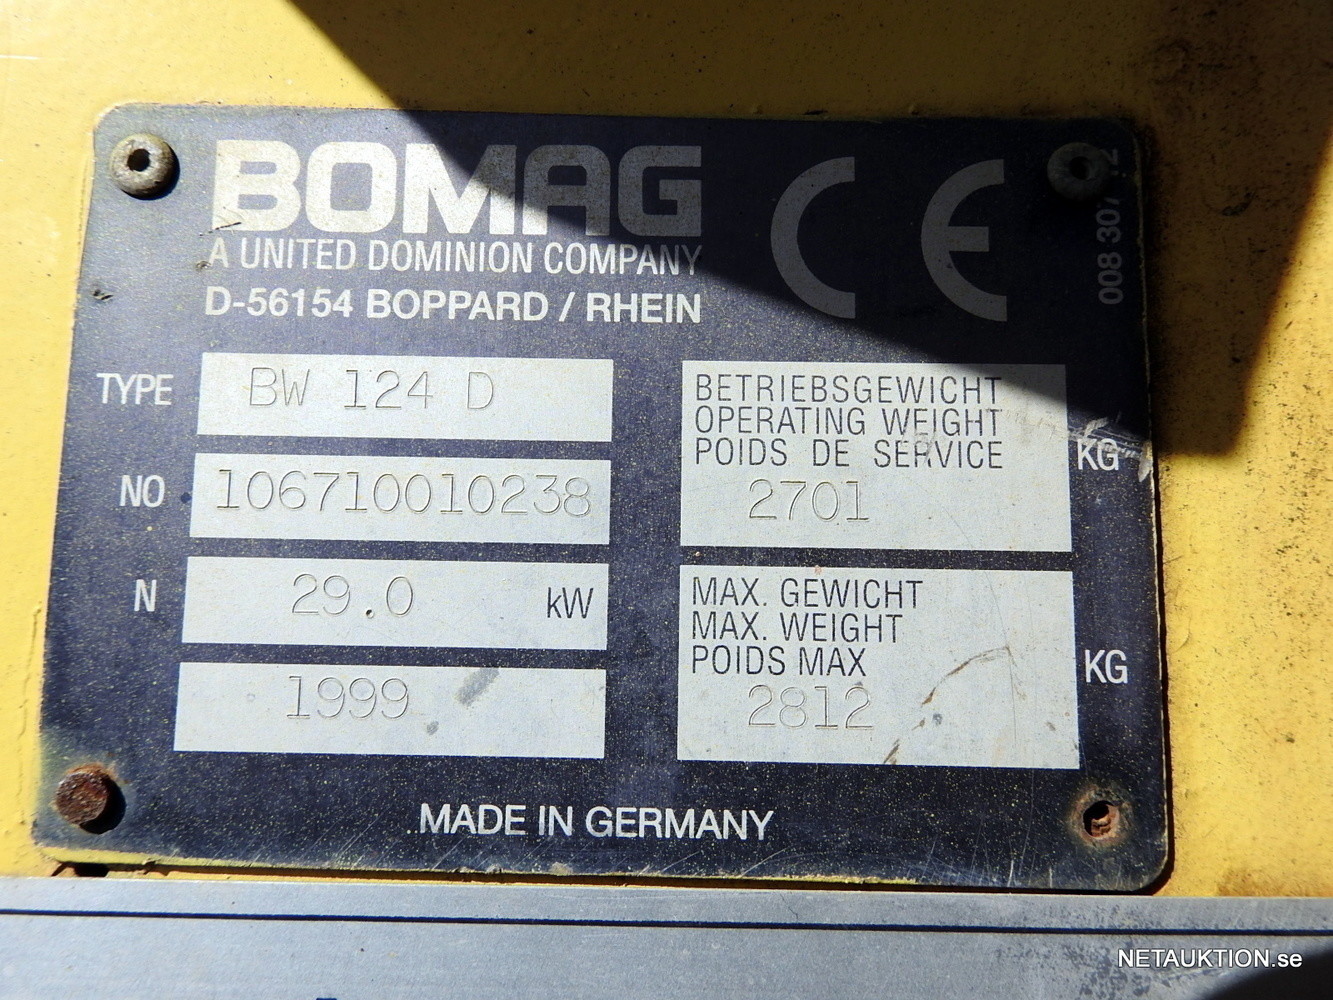 BOMAG
CE
A UNITED DOMINION COMPANY
D-56154 BOPPARD / RHEIN
008 307
TYPE BW 124 D
NO 106710010238
N 29.0 kW
1999
BETRIEBSGEWICHT
OPERATING WEIGHT
POIDS DE SERVICE
2701 KG
MAX. GEWICHT
MAX. WEIGHT
POIDS MAX
2812 KG
MADE IN GERMANY
NETAUKTION.se